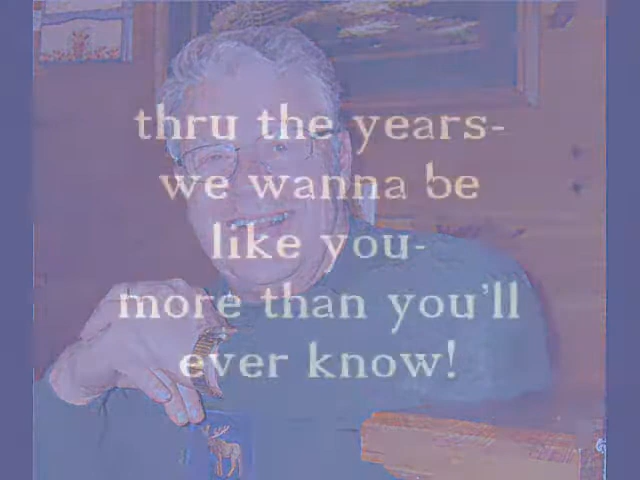 thru the years-
we wanna be
like you-
more than you'll
ever know!